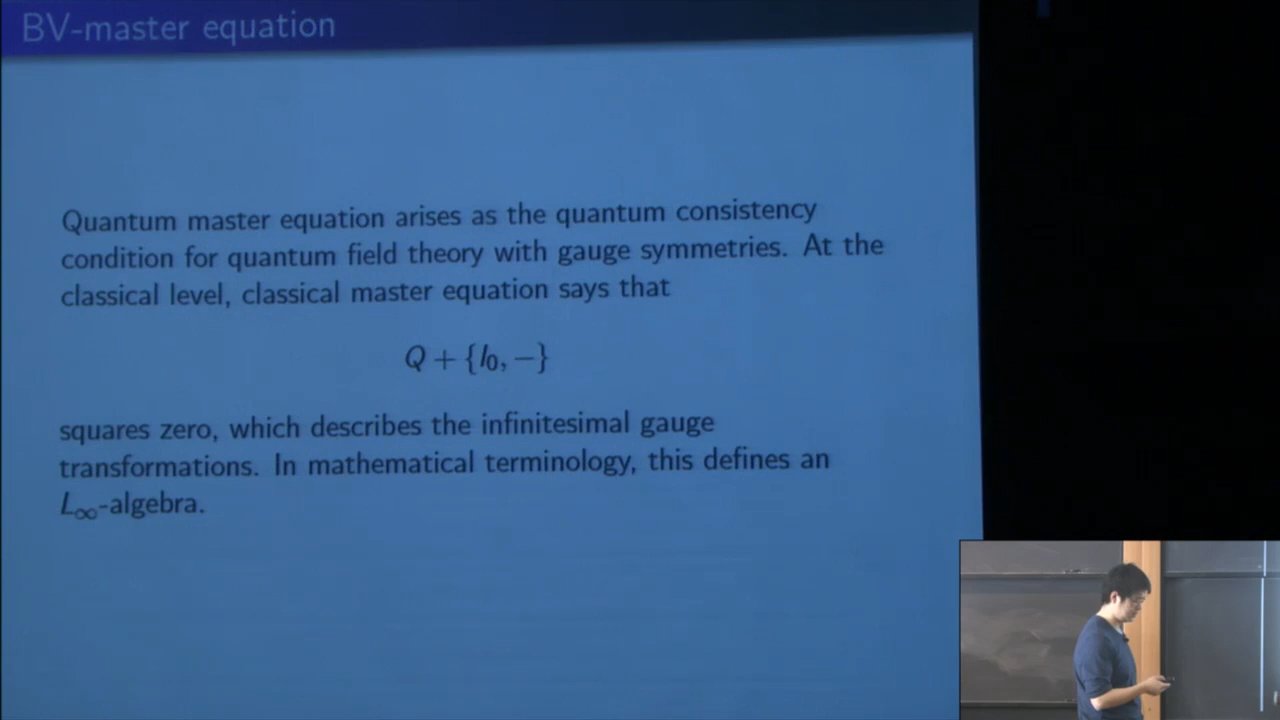 BV-master equation
Quantum master equation arises as the quantum consistency
condition for quantum field theory with gauge symmetries. At the
classical level, classical master equation says that
Q + {I₀, −}
squares zero, which describes the infinitesimal gauge
transformations. In mathematical terminology, this defines an
L∞-algebra.